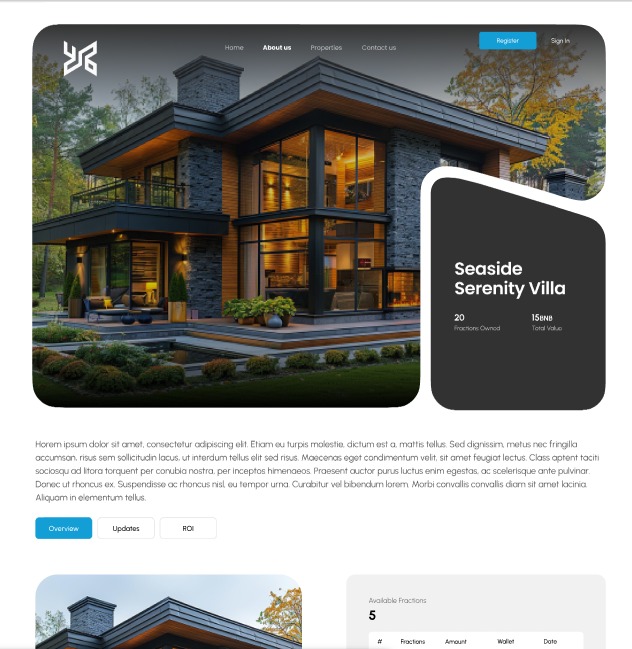 Home About us Properties Contact us Register Sign In
Seaside
Serenity Villa
20 15BNB
Fractions Owned Total Value
Horem ipsum dolor sit amet, consectetur adipiscing elit. Etiam eu turpis molestie, dictum est a, mattis tellus. Sed dignissim, metus nec fringilla
accumsan, risus sem sollicitudin lacus, ut interdum tellus elit sed risus. Maecenas eget condimentum velit, sit amet feugiat lectus. Class aptent taciti
sociosqu ad litora torquent per conubia nostra, per inceptos himenaeos. Praesent auctor purus luctus enim egestas, ac scelerisque ante pulvinar.
Donec ut rhoncus ex. Suspendisse ac rhoncus nisl, eu tempor urna. Curabitur vel bibendum lorem. Morbi convallis convallis diam sit amet lacinia.
Aliquam in elementum tellus.
Overview Updates ROI
Available Fractions
5
# Fractions Amount Wallet Date